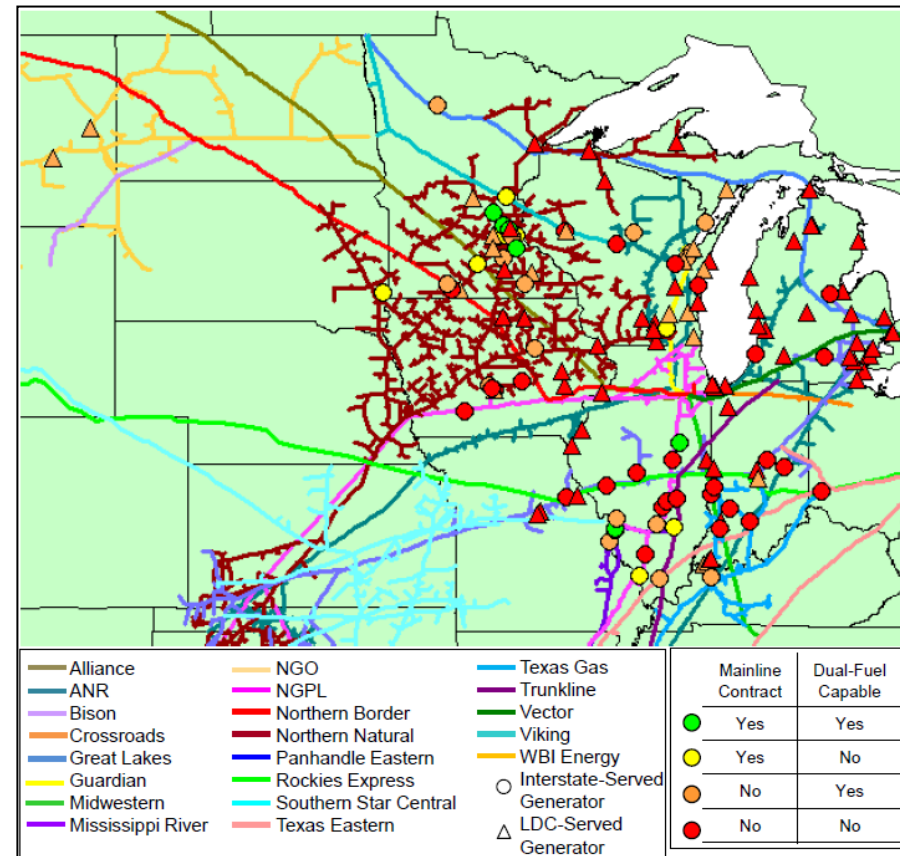 Alliance
ANR
Bison
Crossroads
Great Lakes
Guardian
Midwestern
Mississippi River
NGO
NGPL
Northern Border
Northern Natural
Panhandle Eastern
Rockies Express
Southern Star Central
Texas Eastern
Texas Gas
Trunkline
Vector
Viking
WBI Energy
Interstate-Served
Generator
LDC-Served
Generator
Mainline Dual-Fuel
Contract Capable
Yes Yes
Yes No
No Yes
No No